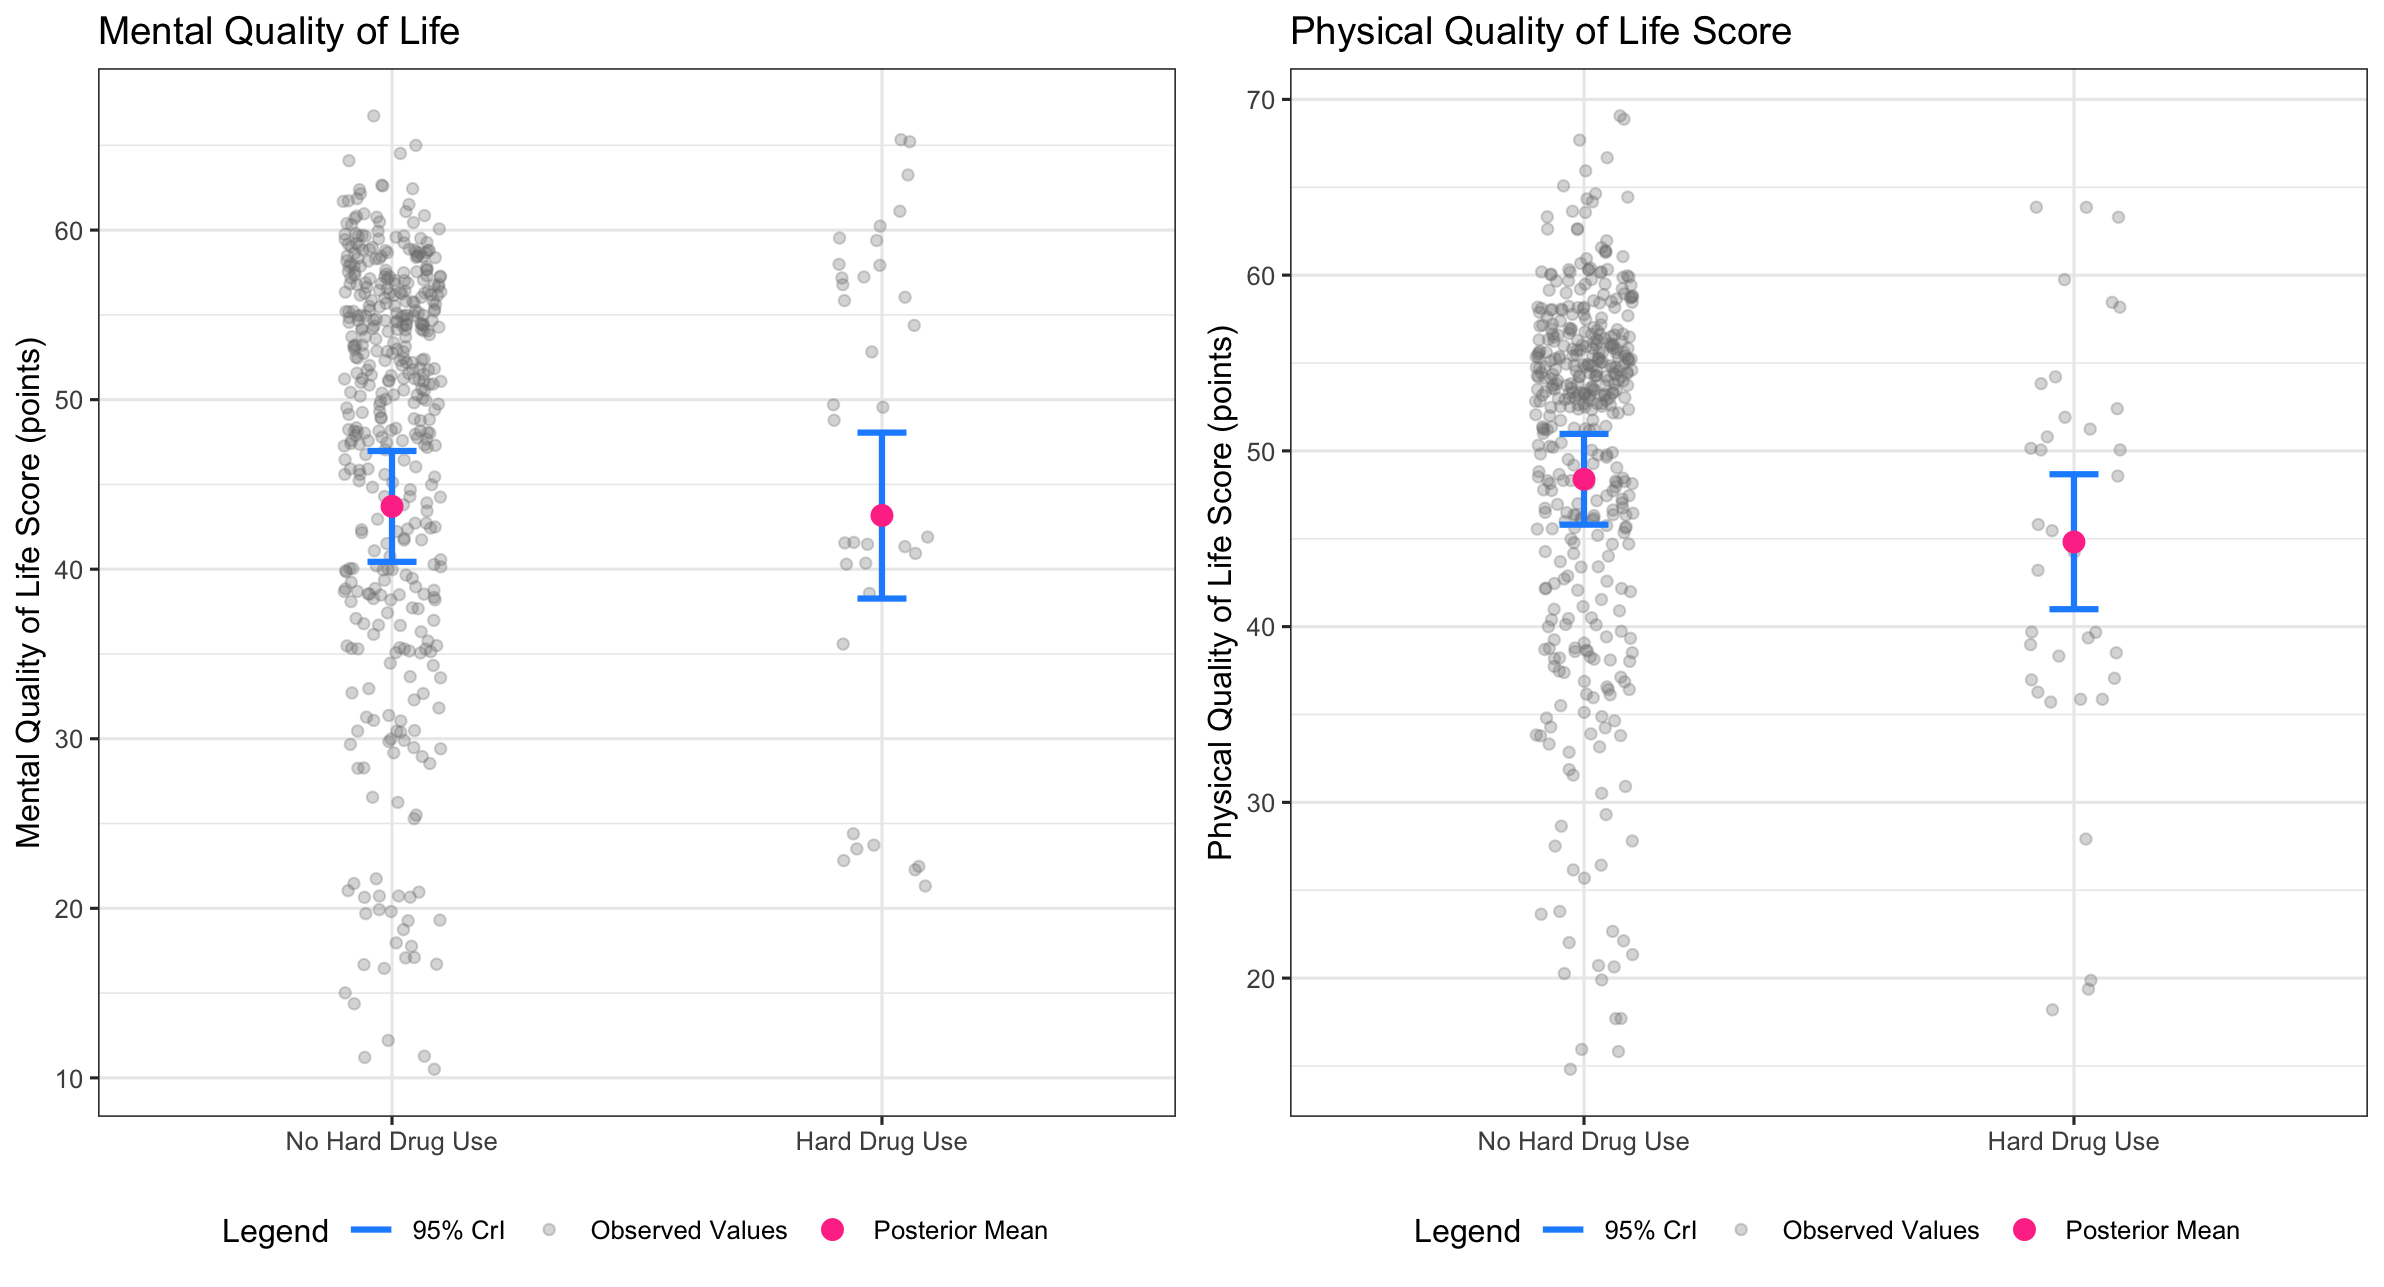 Mental Quality of Life
Mental Quality of Life Score (points)
60
50
40
30
20
10
No Hard Drug Use
Hard Drug Use
Legend
95% CrI
Observed Values
Posterior Mean
Physical Quality of Life Score
Physical Quality of Life Score (points)
70
60
50
40
30
20
No Hard Drug Use
Hard Drug Use
Legend
95% CrI
Observed Values
Posterior Mean